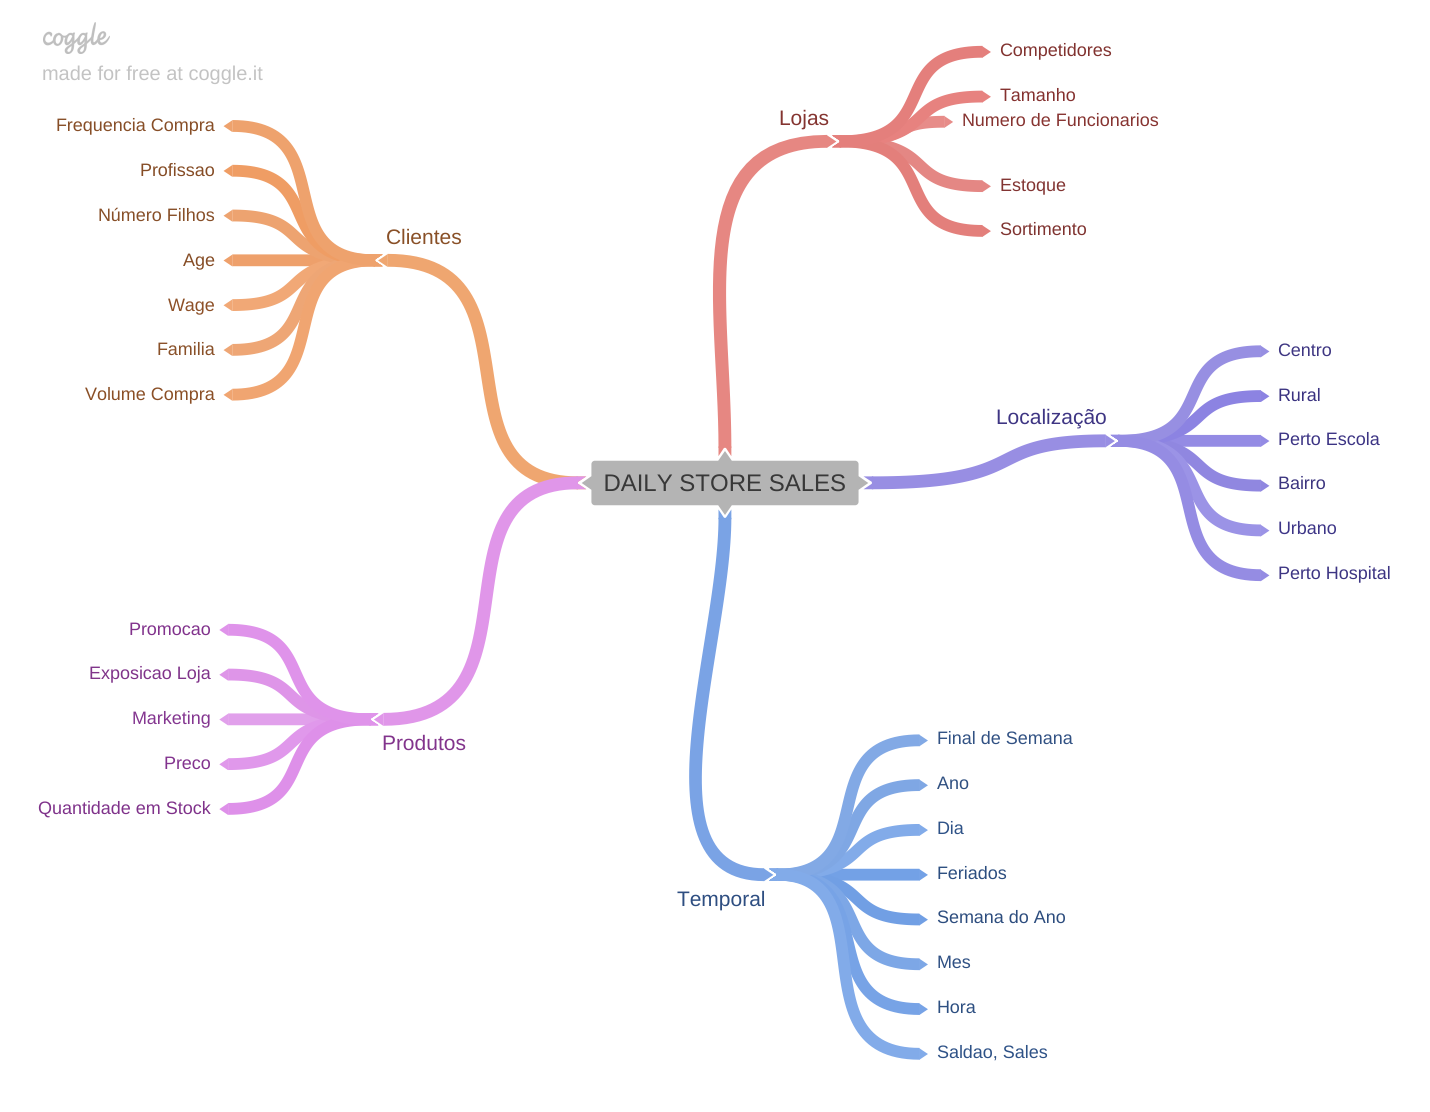 coggle
made for free at coggle.it
Clientes
Frequencia Compra
Profissao
Número Filhos
Age
Wage
Familia
Volume Compra
Lojas
Competidores
Tamanho
Numero de Funcionarios
Estoque
Sortimento
Localização
Centro
Rural
Perto Escola
Bairro
Urbano
Perto Hospital
DAILY STORE SALES
Produtos
Promocao
Exposicao Loja
Marketing
Preco
Quantidade em Stock
Temporal
Final de Semana
Ano
Dia
Feriados
Semana do Ano
Mes
Hora
Saldao, Sales